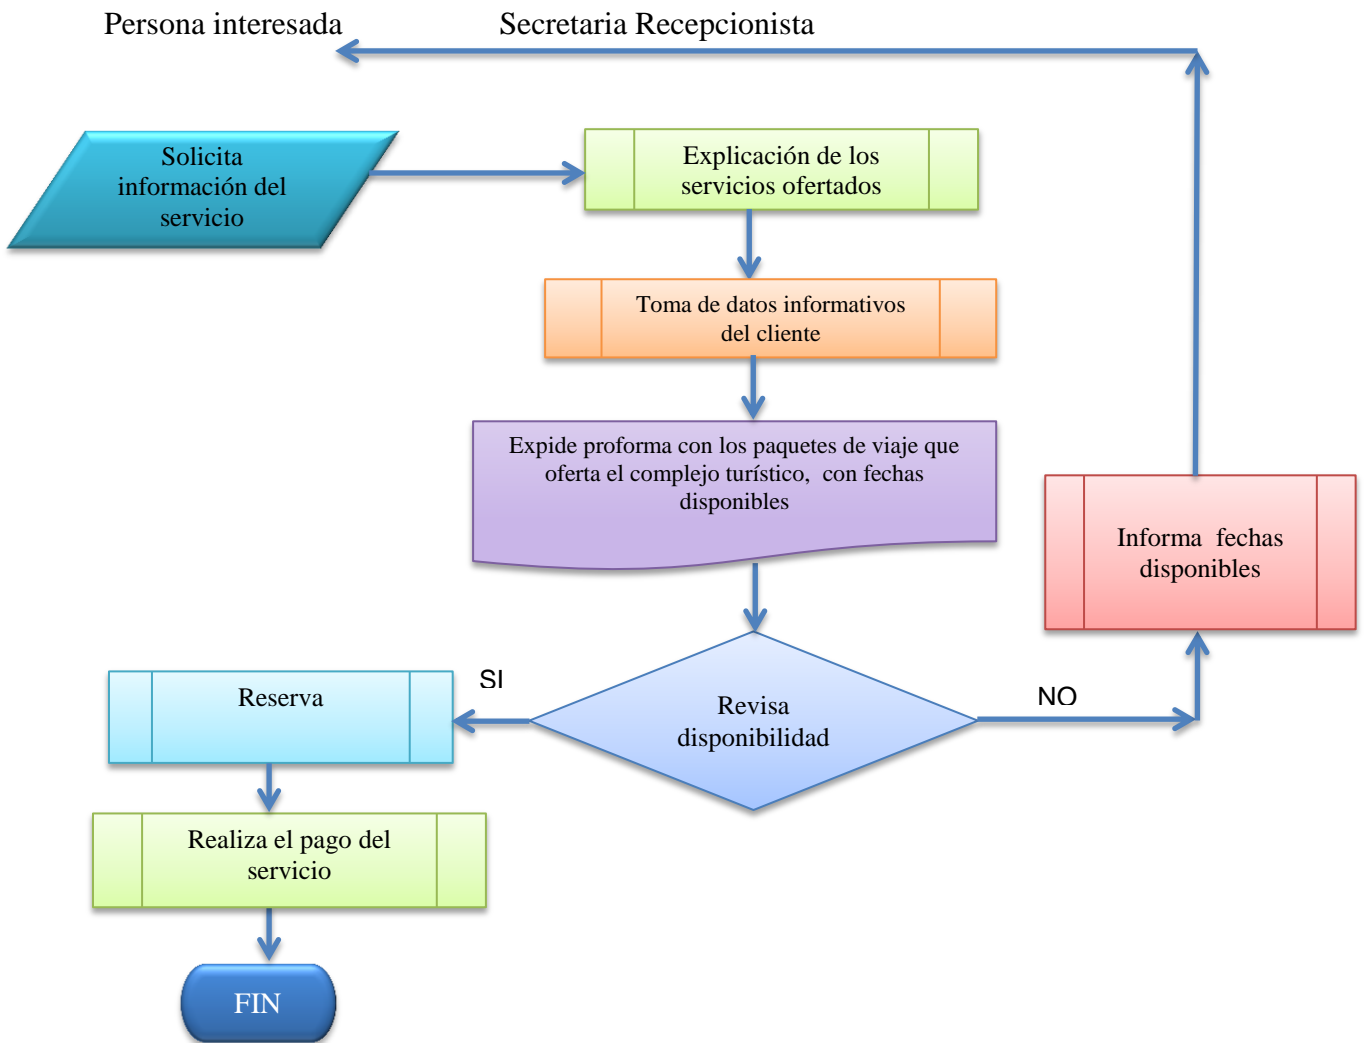 Persona interesada
Secretaria Recepcionista
Solicita
información del
servicio
Explicación de los
servicios ofertados
Toma de datos informativos
del cliente
Expide proforma con los paquetes de viaje que
oferta el complejo turístico, con fechas
disponibles
Informa fechas
disponibles
Revisa
disponibilidad
SI
NO
Reserva
Realiza el pago del
servicio
FIN